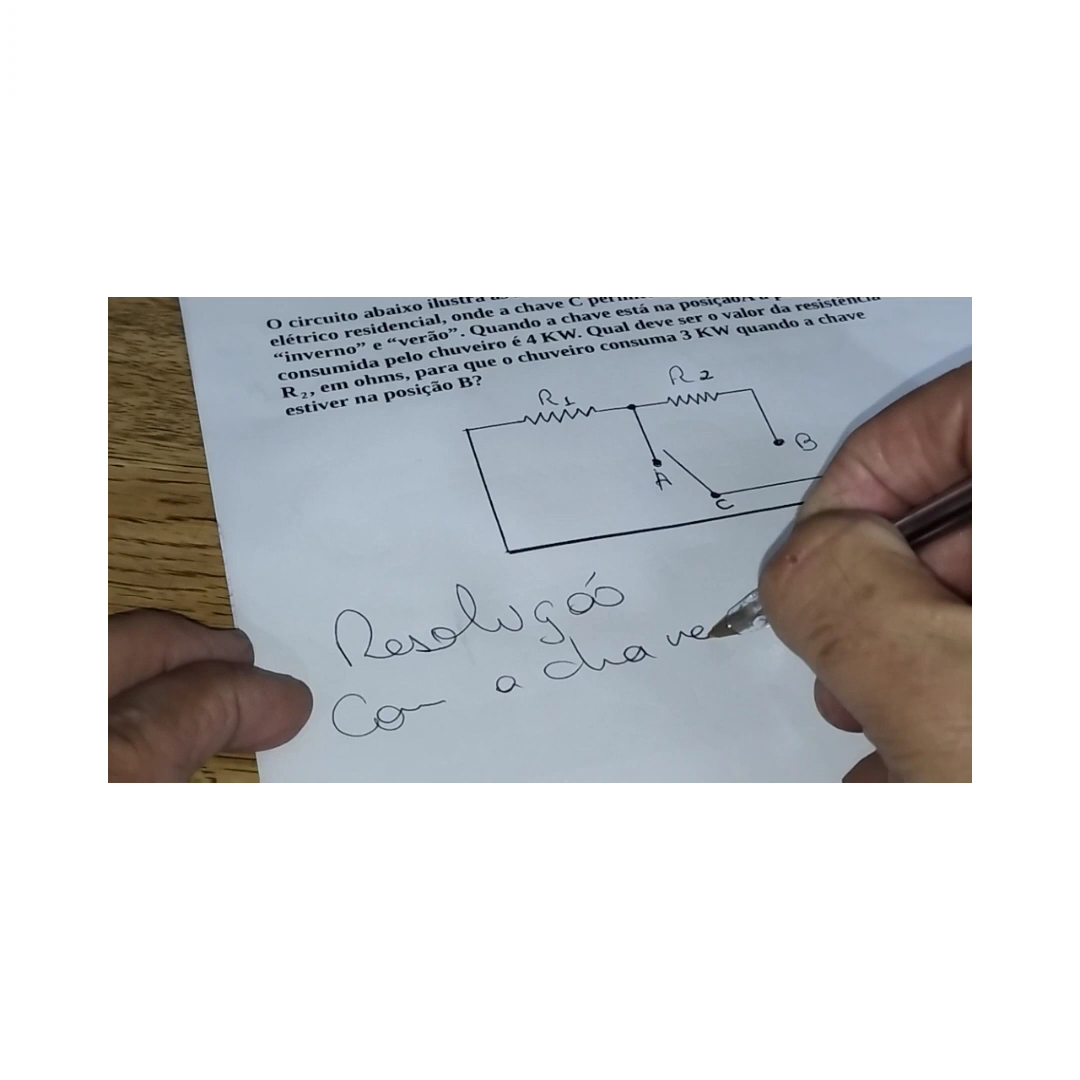 O circuito abaixo ilustra
elétrico residencial, onde a chave C
“inverno” e “verão”. Quando a chave está na posição
consumida pelo chuveiro é 4 KW. Qual deve ser o valor da resistência
R₂, em ohms, para que o chuveiro consuma 3 KW quando a chave
estiver na posição B?
R1
R2
B
A
C
Resolução
Com a chave